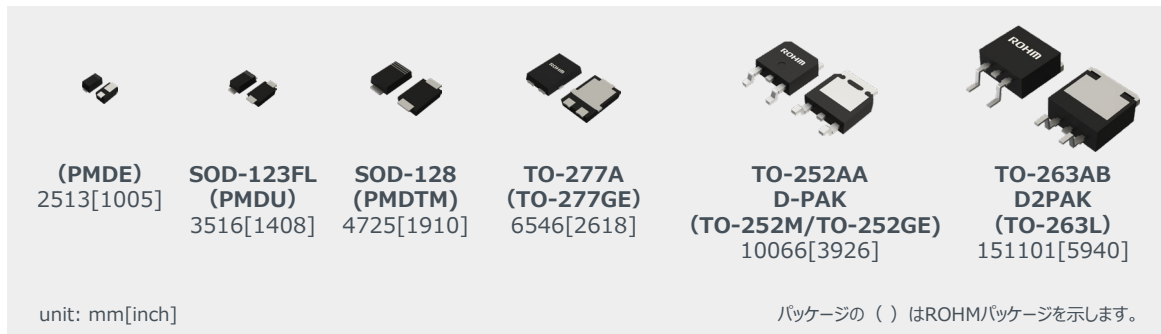 ROHM
ROHM
ROHM
(PMDE)
2513[1005]
SOD-123FL
(PMDU)
3516[1408]
SOD-128
(PMDTM)
4725[1910]
TO-277A
(TO-277GE)
6546[2618]
TO-252AA
D-PAK
(TO-252M/TO-252GE)
10066[3926]
TO-263AB
D2PAK
(TO-263L)
151101[5940]
unit: mm[inch]
パッケージの（ ）はROHMパッケージを示します。